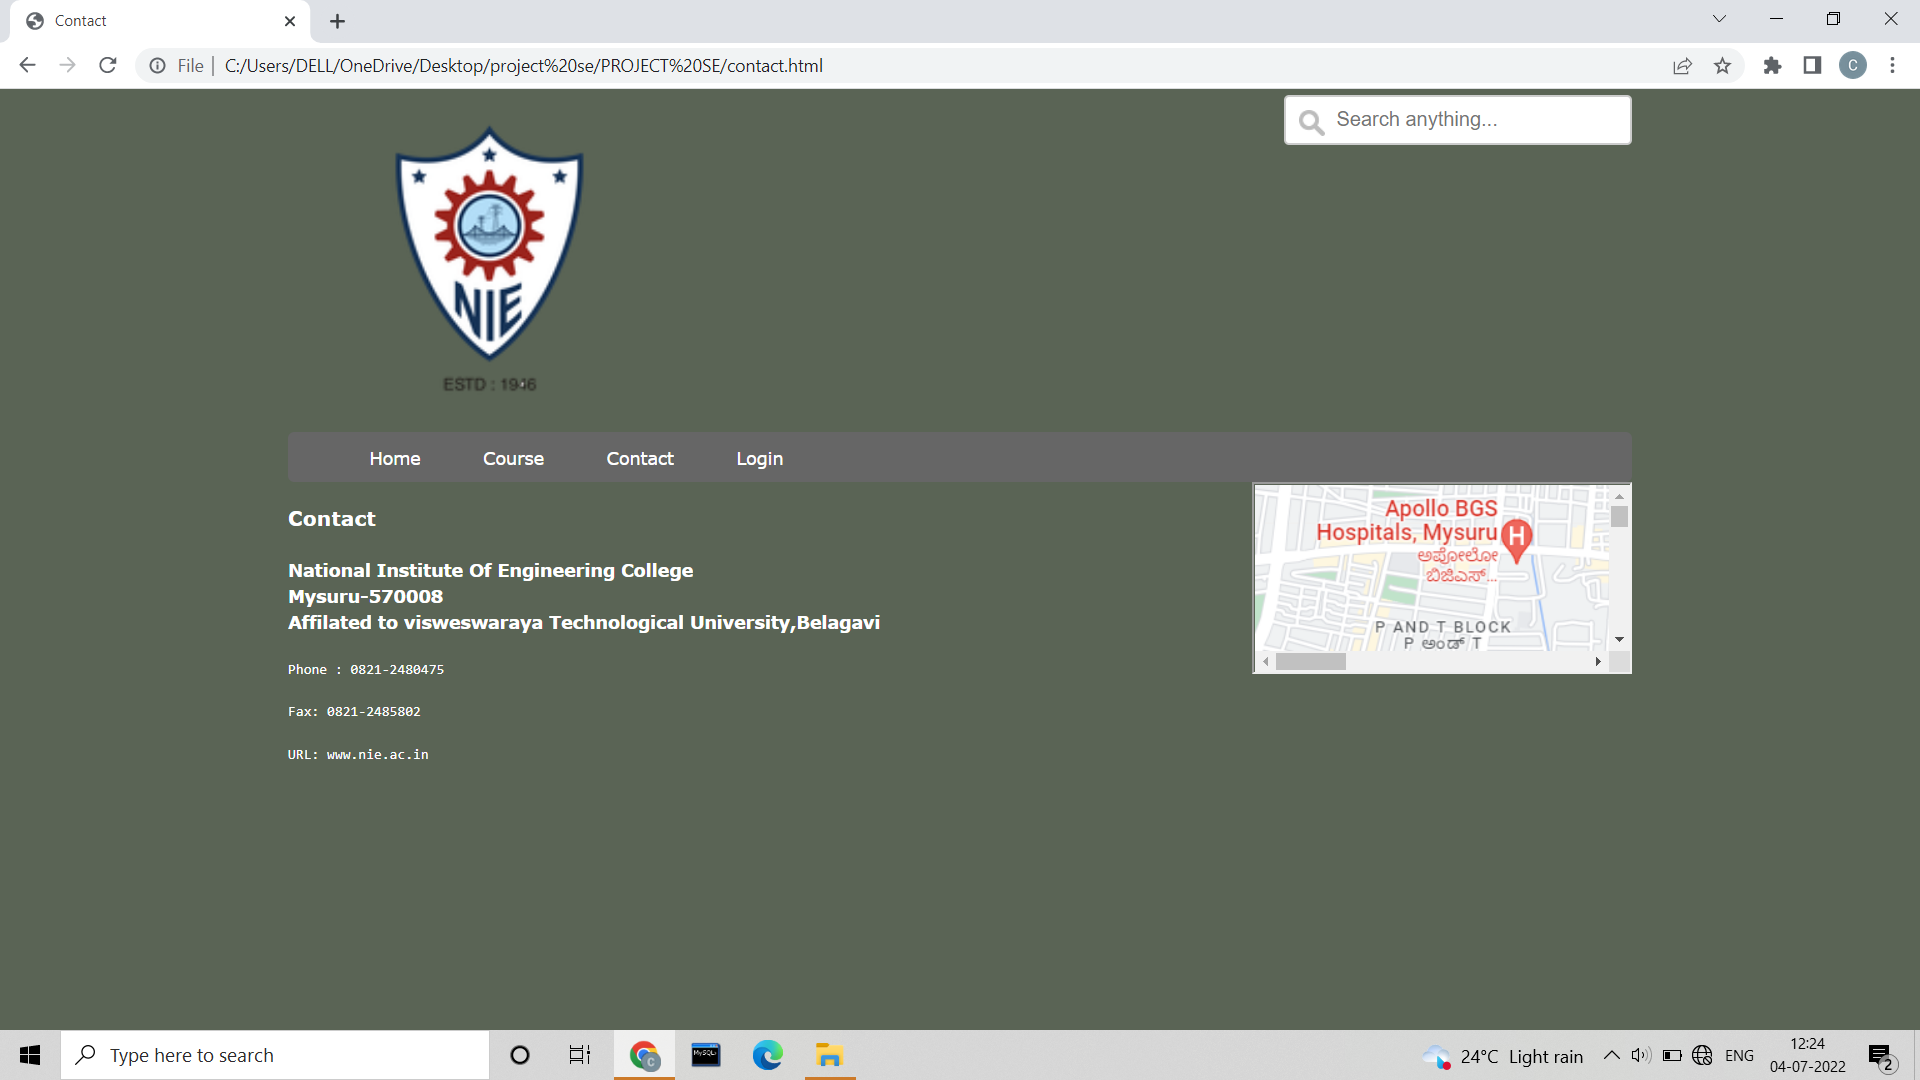 Contact
File
C:/Users/DELL/OneDrive/Desktop/project%20se/PROJECT%20SE/contact.html
C
Search anything...
NIE
ESTD : 1946
Home
Course
Contact
Login
Contact
National Institute Of Engineering College
Mysuru-570008
Affilated to visweswaraya Technological University,Belagavi
Phone : 0821-2480475
Fax: 0821-2485802
URL: www.nie.ac.in
Apollo BGS
Hospitals, Mysuru
H
ಅಪೋಲೋ
ಬಿಜಿಎಸ್...
P AND T BLOCK
P ಅಂಡ್ T
Type here to search
C
MySQL
24°C Light rain
ENG
12:24
04-07-2022
2